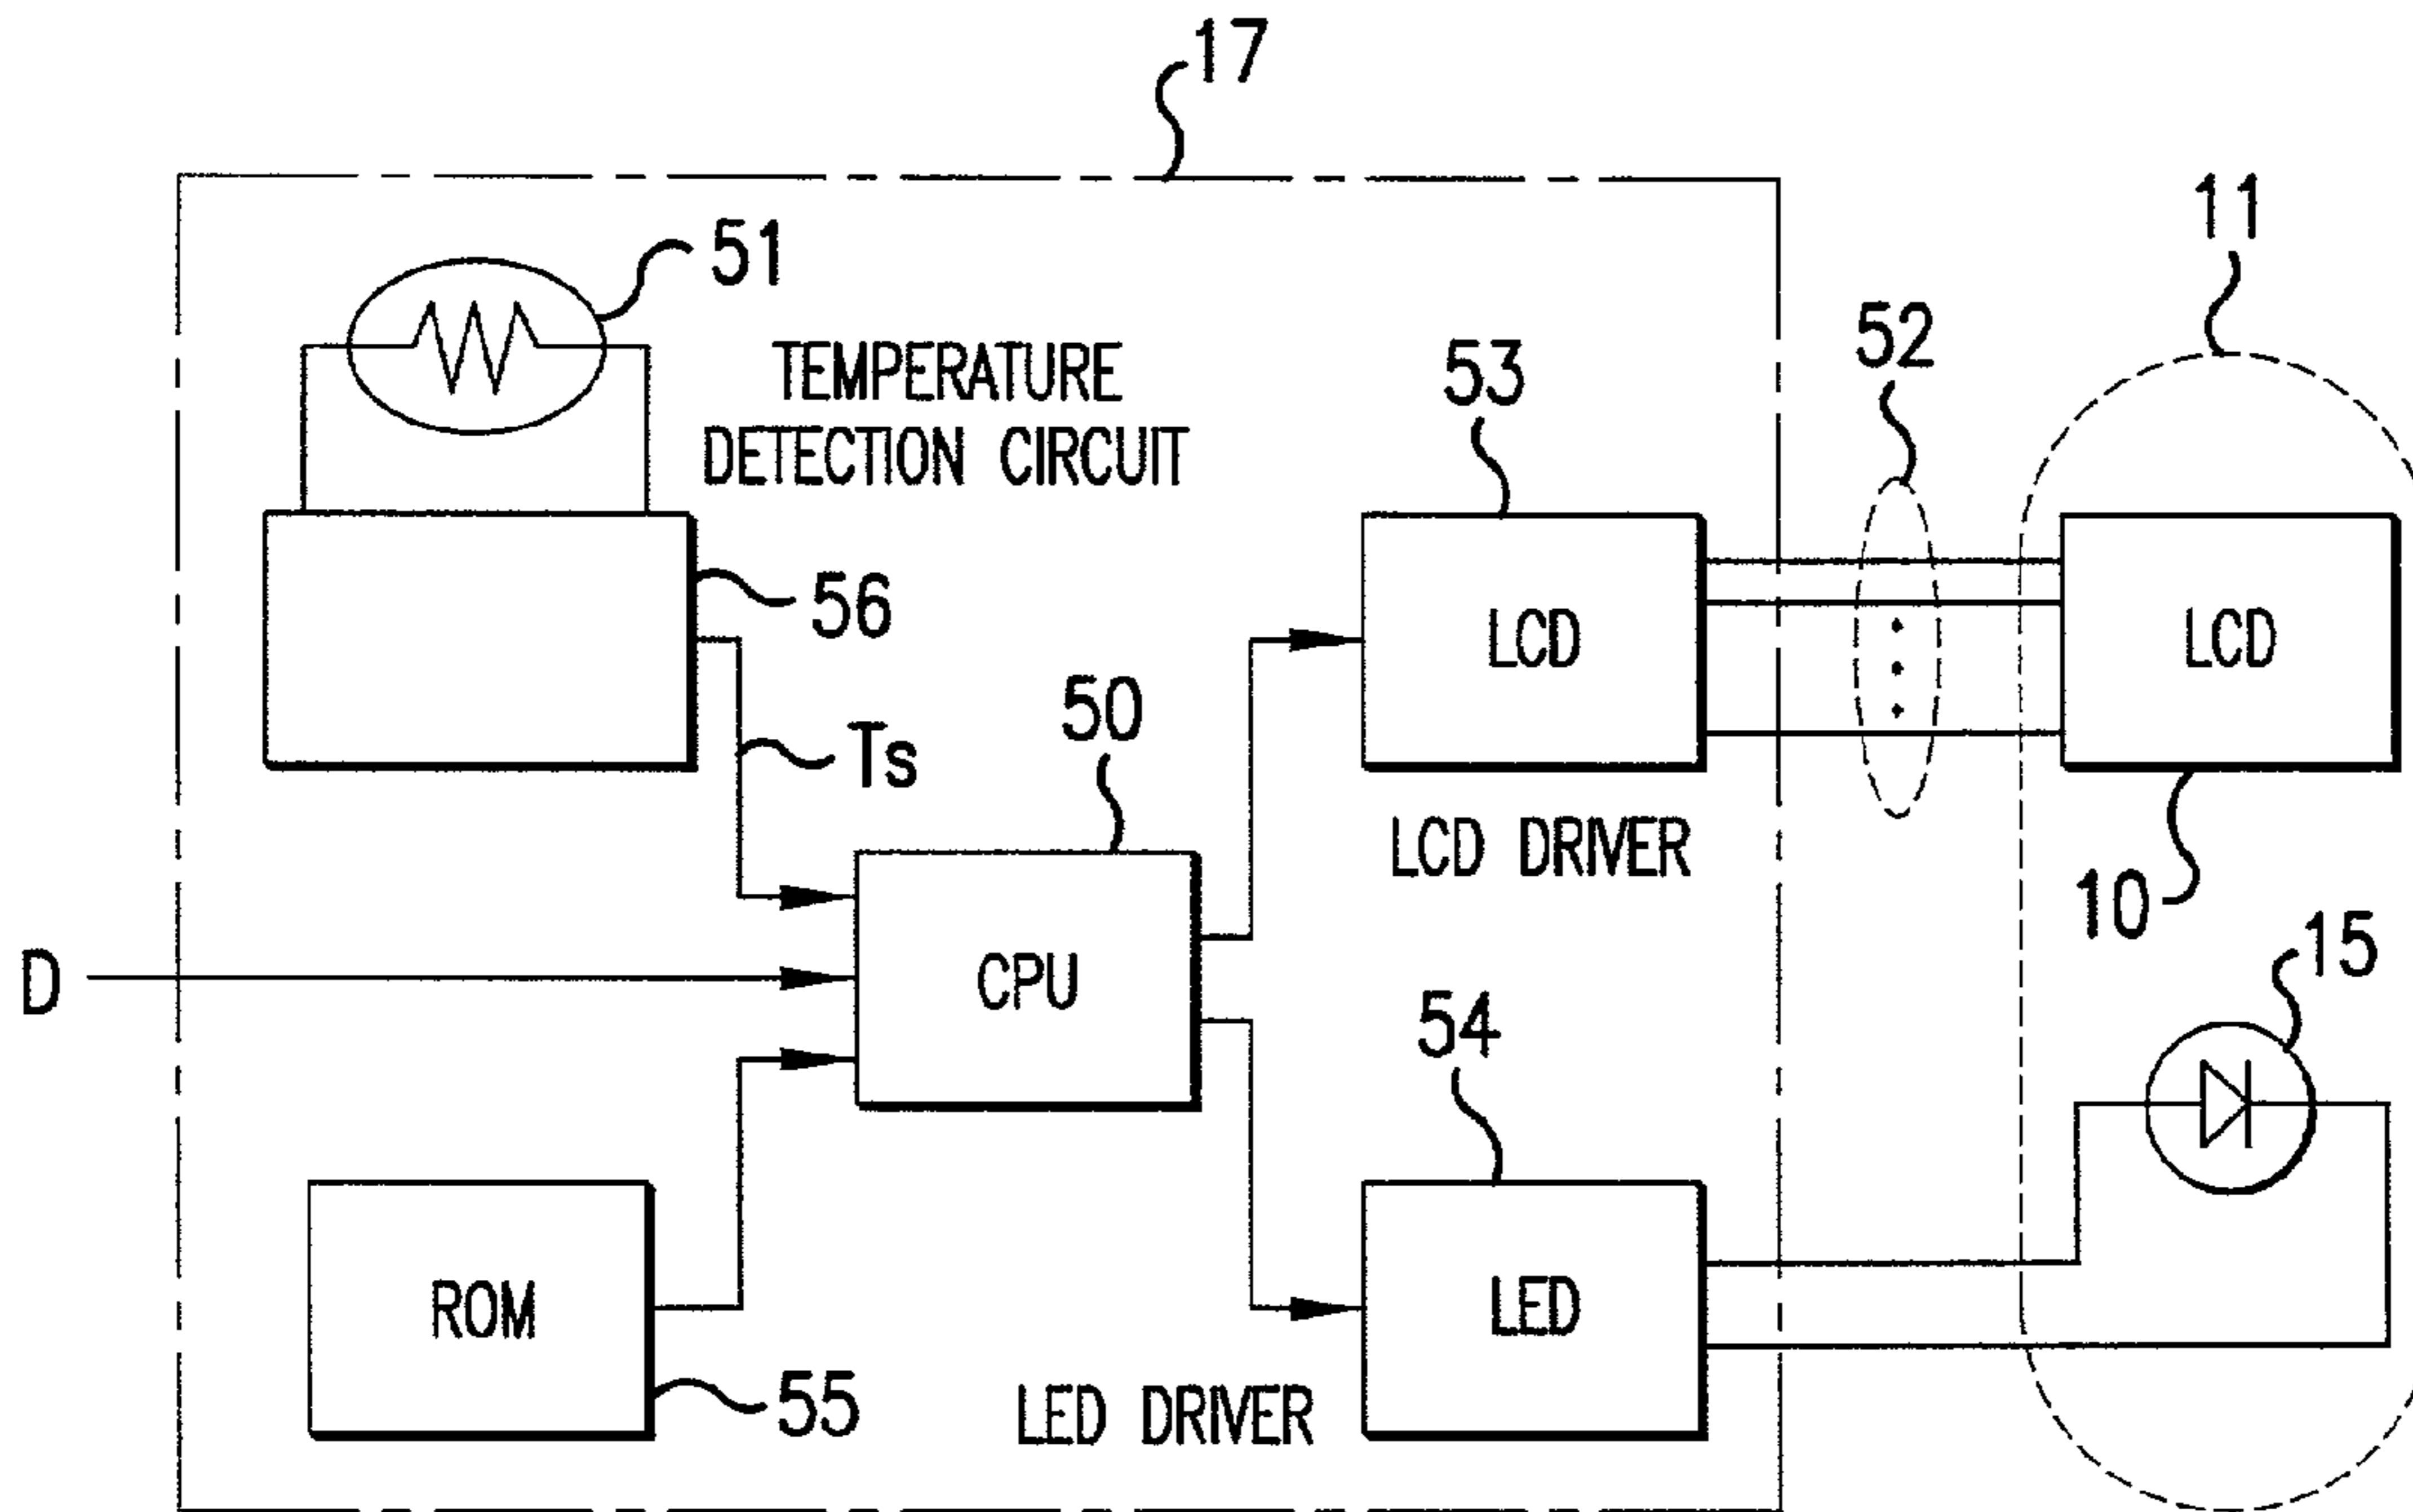 17
11
51
52
TEMPERATURE
DETECTION CIRCUIT
53
56
LCD
LCD
50
Ts
LCD DRIVER
10
15
D
CPU
54
ROM
LED
55
LED DRIVER